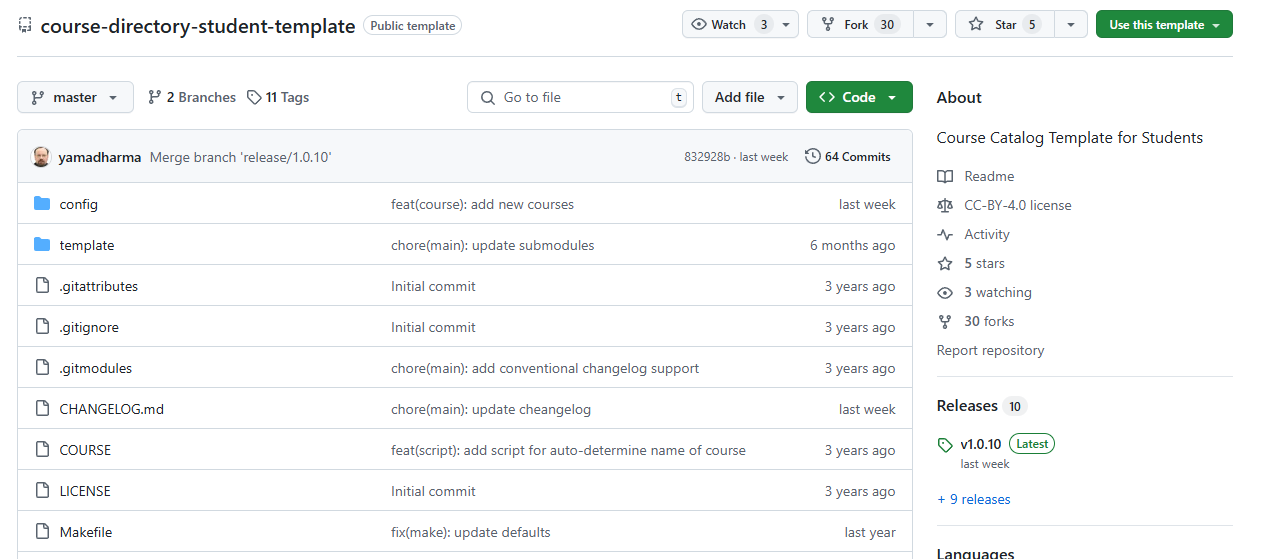 course-directory-student-template Public template Watch 3 Fork 30 Star 5 Use this template
master 2 Branches 11 Tags Go to file t Add file Code
yamadharma Merge branch 'release/1.0.10' 832928b · last week 64 Commits
config feat(course): add new courses last week
template chore(main): update submodules 6 months ago
.gitattributes Initial commit 3 years ago
.gitignore Initial commit 3 years ago
.gitmodules chore(main): add conventional changelog support 3 years ago
CHANGELOG.md chore(main): update cheangelog last week
COURSE feat(script): add script for auto-determine name of course 3 years ago
LICENSE Initial commit 3 years ago
Makefile fix(make): update defaults last year
About
Course Catalog Template for Students
Readme
CC-BY-4.0 license
Activity
5 stars
3 watching
30 forks
Report repository
Releases 10
v1.0.10 Latest
last week
+ 9 releases
Languages